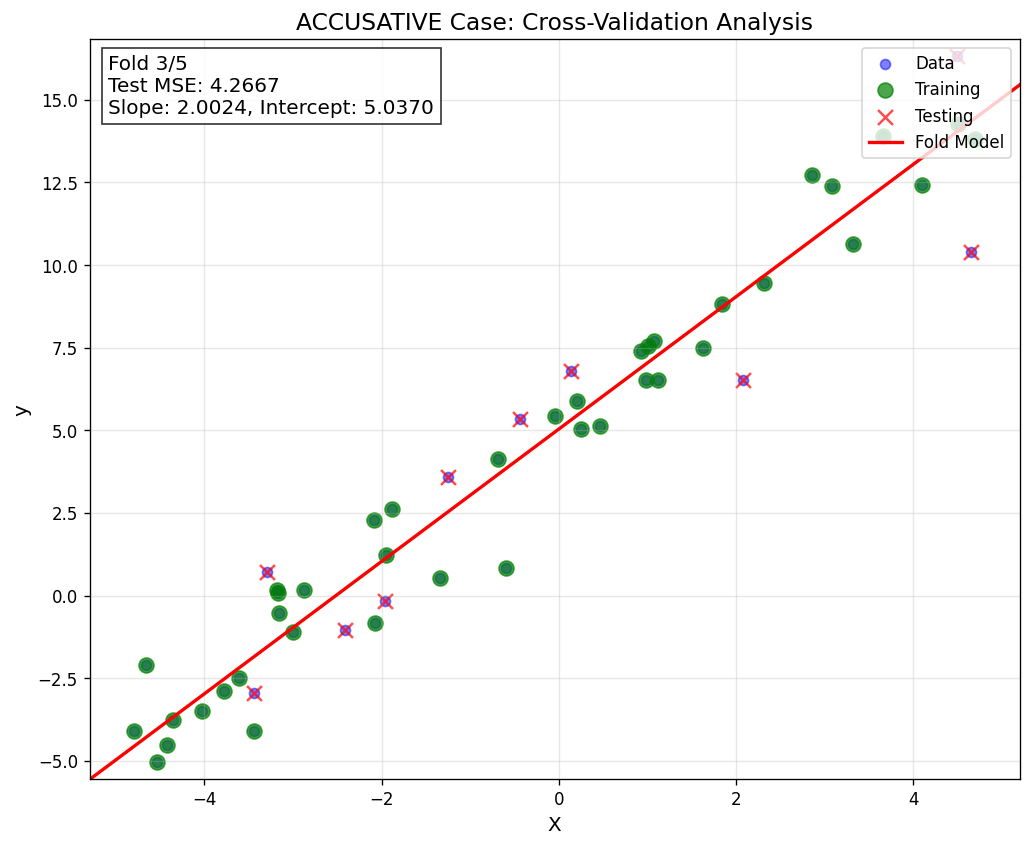 ACCUSATIVE Case: Cross-Validation Analysis
Fold 3/5
Test MSE: 4.2667
Slope: 2.0024, Intercept: 5.0370
Data
Training
Testing
Fold Model
15.0
12.5
10.0
7.5
5.0
2.5
0.0
−2.5
−5.0
y
−4
−2
0
2
4
X